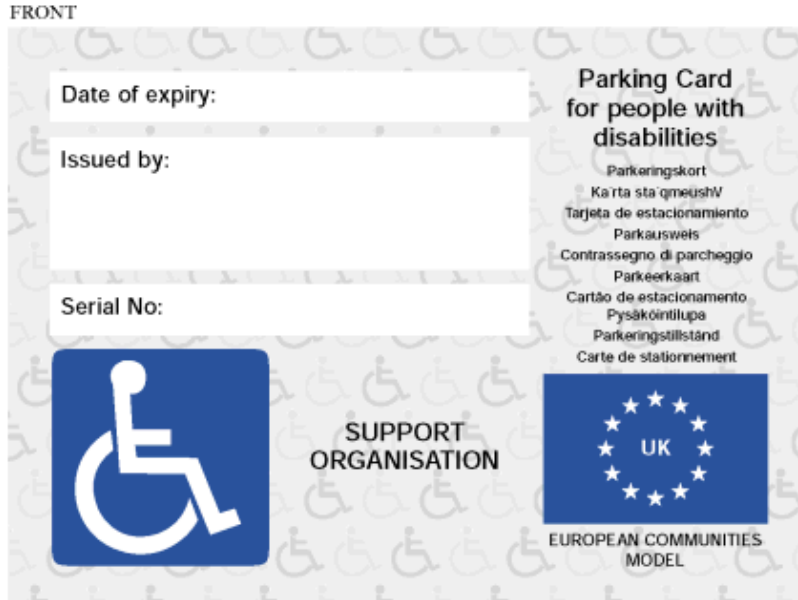 FRONT
Date of expiry:
Issued by:
Serial No:
Parking Card
for people with
disabilities
Parkeringskort
Ka΄rta sta΄qmeushV
Tarjeta de estacionamiento
Parkausweis
Contrassegno di parcheggio
Parkeerkaart
Cartão de estacionamento
Pysäköintilupa
Parkeringstillstånd
Carte de stationnement
SUPPORT
ORGANISATION
UK
EUROPEAN COMMUNITIES
MODEL